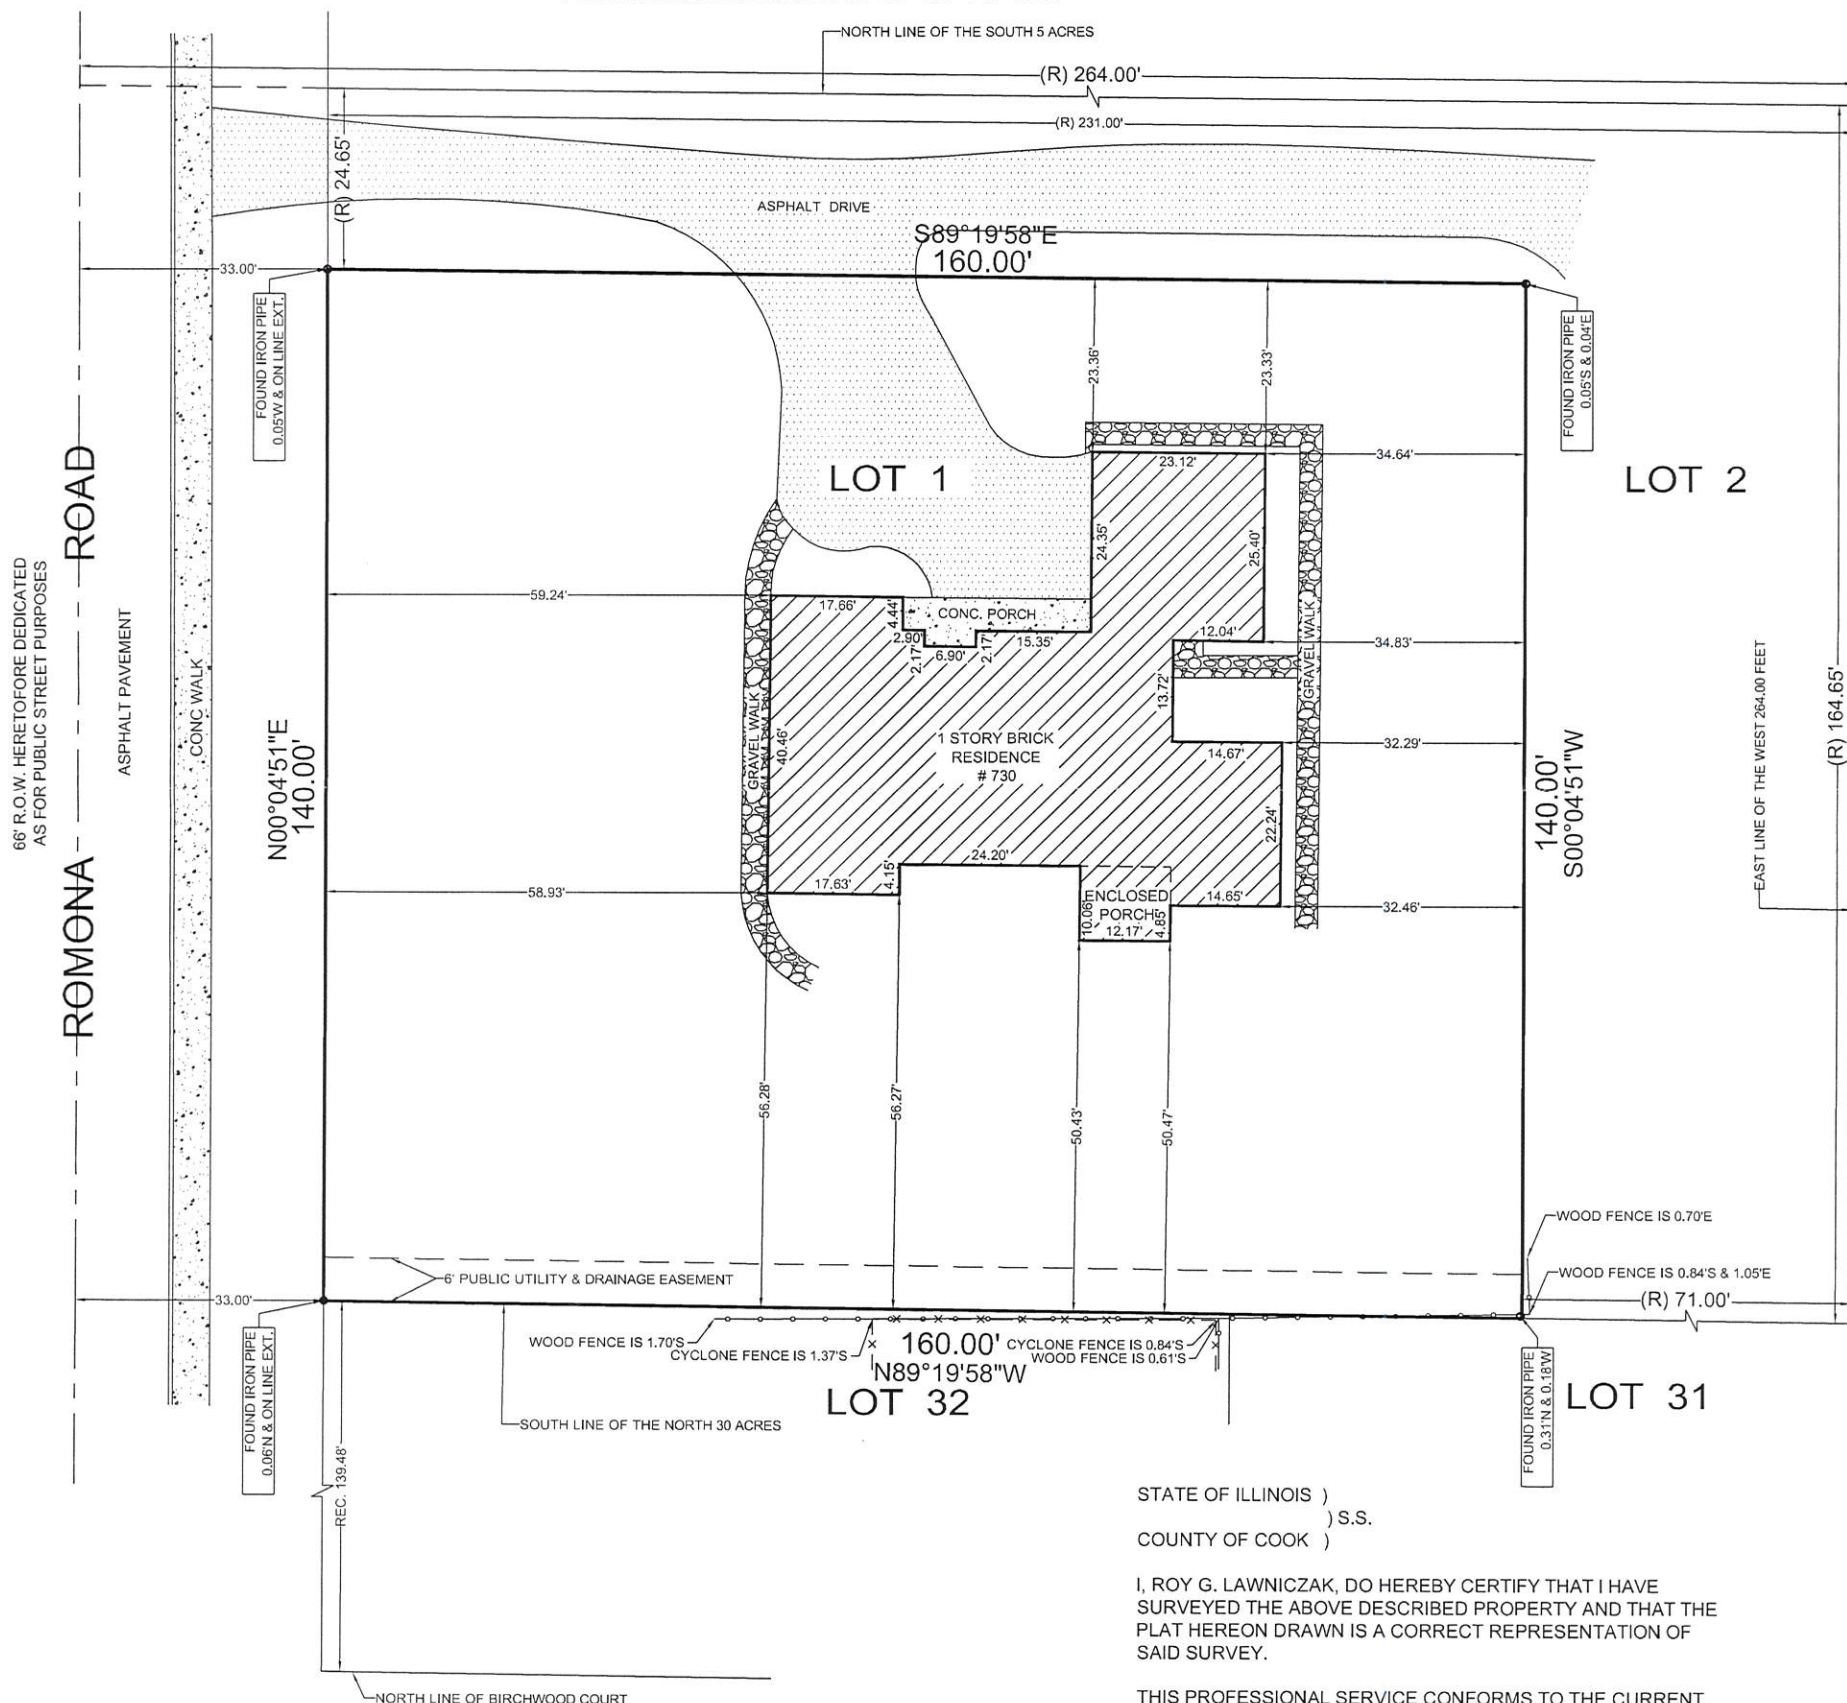 NORTH LINE OF THE SOUTH 5 ACRES
(R) 264.00'
(R) 231.00'
(R) 24.65'
ASPHALT DRIVE
S89°19'58"E
160.00'
33.00'
FOUND IRON PIPE
0.05'W & ON LINE EXT.
FOUND IRON PIPE
0.05'S & 0.04'E
23.36'
23.33'
LOT 1
LOT 2
23.12'
34.64'
24.35'
25.40'
ROMONA ROAD
66' R.O.W. HERETOFORE DEDICATED
AS FOR PUBLIC STREET PURPOSES
ASPHALT PAVEMENT
CONC WALK
59.24'
17.66'
4.44'
CONC. PORCH
2.90'
2.17'
6.90'
2.17'
15.35'
12.04'
34.83'
GRAVEL WALK
13.72'
GRAVEL WALK
40.46'
1 STORY BRICK
RESIDENCE
# 730
14.67'
32.29'
N00°04'51"E
140.00'
140.00'
S00°04'51"W
EAST LINE OF THE WEST 264.00 FEET
(R) 164.65'
22.24'
24.20'
4.15'
17.63'
58.93'
ENCLOSED
PORCH
10.06'
12.17'
4.85'
14.65'
32.46'
56.28'
56.27'
50.43'
50.47'
WOOD FENCE IS 0.70'E
WOOD FENCE IS 0.84'S & 1.05'E
6' PUBLIC UTILITY & DRAINAGE EASEMENT
33.00'
(R) 71.00'
WOOD FENCE IS 1.70'S
CYCLONE FENCE IS 1.37'S
160.00'
N89°19'58"W
CYCLONE FENCE IS 0.84'S
WOOD FENCE IS 0.61'S
FOUND IRON PIPE
0.06'N & ON LINE EXT.
FOUND IRON PIPE
0.31'N & 0.18'W
LOT 32
LOT 31
SOUTH LINE OF THE NORTH 30 ACRES
REC. 139.48'
STATE OF ILLINOIS )
) S.S.
COUNTY OF COOK )
I, ROY G. LAWNICZAK, DO HEREBY CERTIFY THAT I HAVE
SURVEYED THE ABOVE DESCRIBED PROPERTY AND THAT THE
PLAT HEREON DRAWN IS A CORRECT REPRESENTATION OF
SAID SURVEY.
THIS PROFESSIONAL SERVICE CONFORMS TO THE CURRENT
NORTH LINE OF BIRCHWOOD COURT